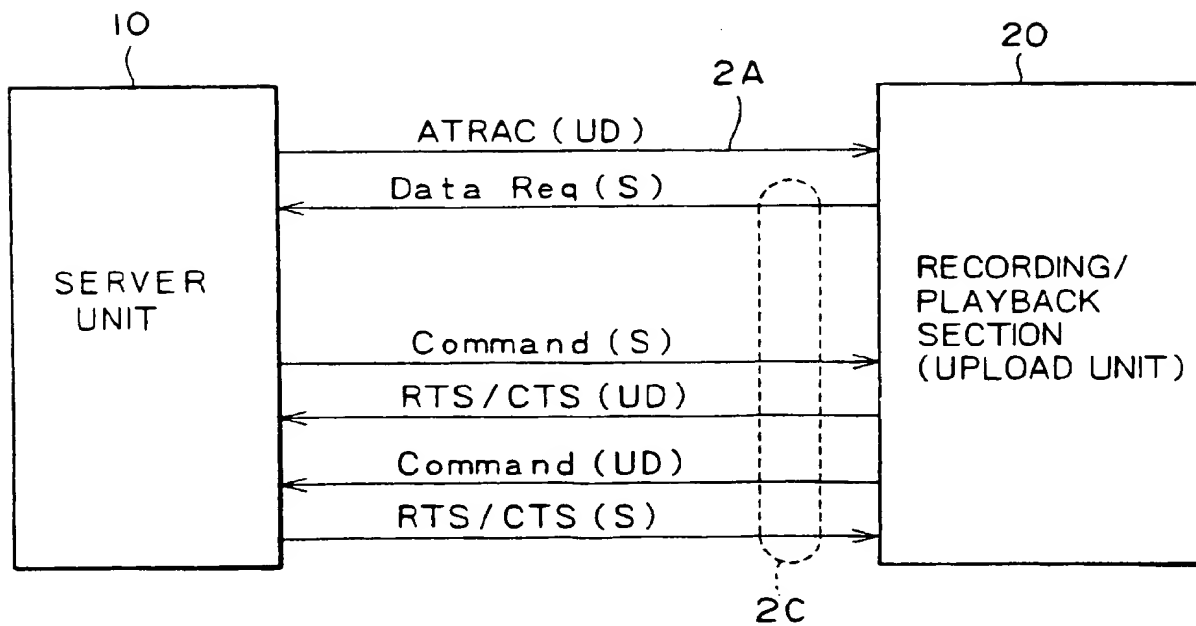 10
20
2A
ATRAC (UD)
Data Req (S)
SERVER
UNIT
RECORDING/
PLAYBACK
SECTION
(UPLOAD UNIT)
Command (S)
RTS/CTS (UD)
Command (UD)
RTS/CTS (S)
2C